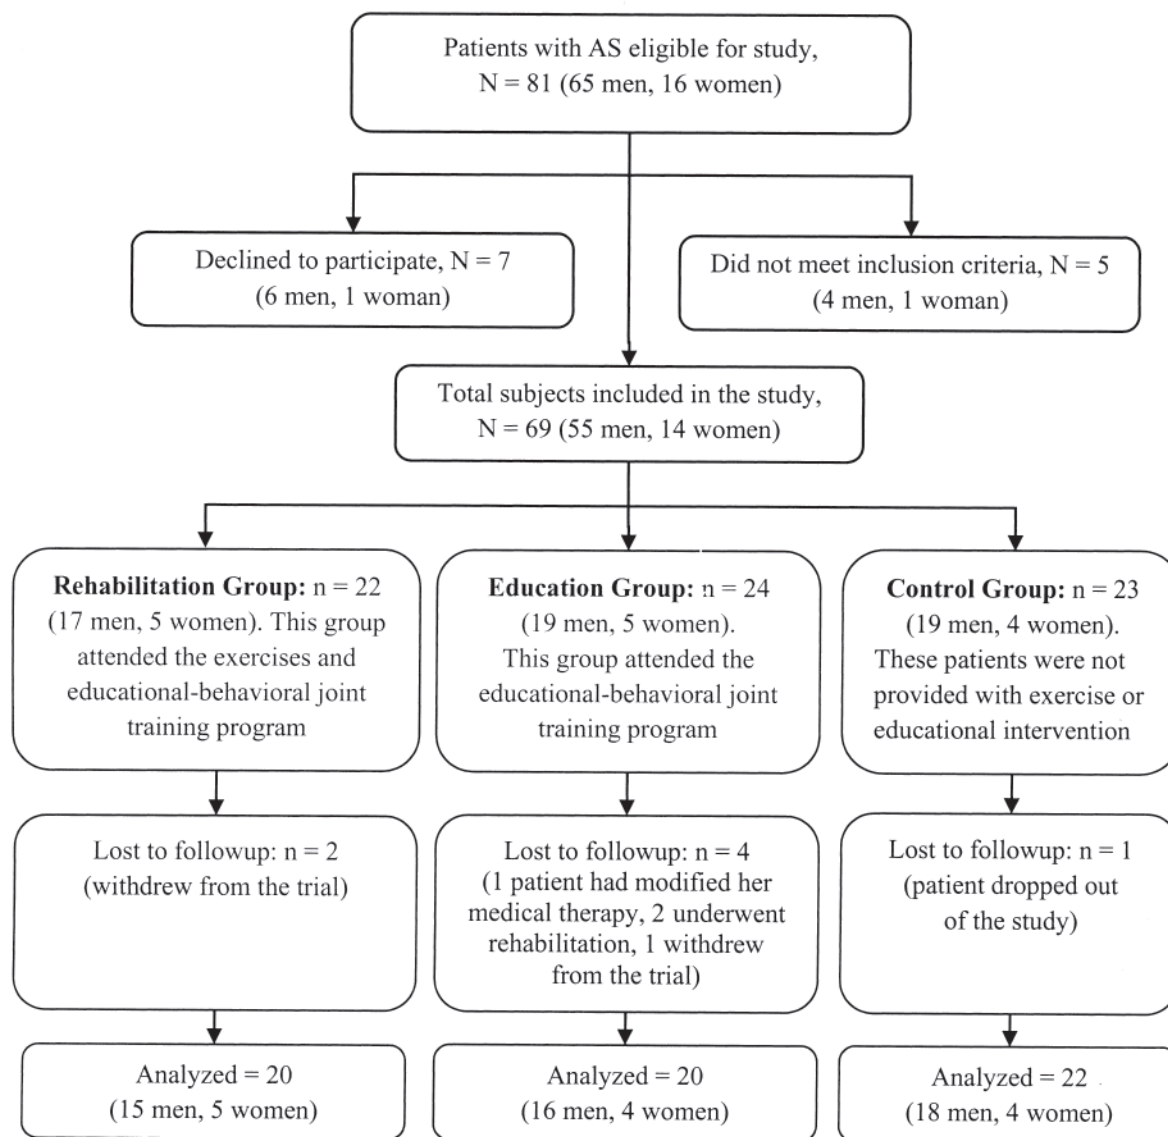 Patients with AS eligible for study,
N = 81 (65 men, 16 women)
Declined to participate, N = 7
(6 men, 1 woman)
Did not meet inclusion criteria, N = 5
(4 men, 1 woman)
Total subjects included in the study,
N = 69 (55 men, 14 women)
Rehabilitation Group: n = 22
(17 men, 5 women). This group
attended the exercises and
educational-behavioral joint
training program
Education Group: n = 24
(19 men, 5 women).
This group attended the
educational-behavioral joint
training program
Control Group: n = 23
(19 men, 4 women).
These patients were not
provided with exercise or
educational intervention
Lost to followup: n = 2
(withdrew from the trial)
Lost to followup: n = 4
(1 patient had modified her
medical therapy, 2 underwent
rehabilitation, 1 withdrew
from the trial)
Lost to followup: n = 1
(patient dropped out
of the study)
Analyzed = 20
(15 men, 5 women)
Analyzed = 20
(16 men, 4 women)
Analyzed = 22
(18 men, 4 women)